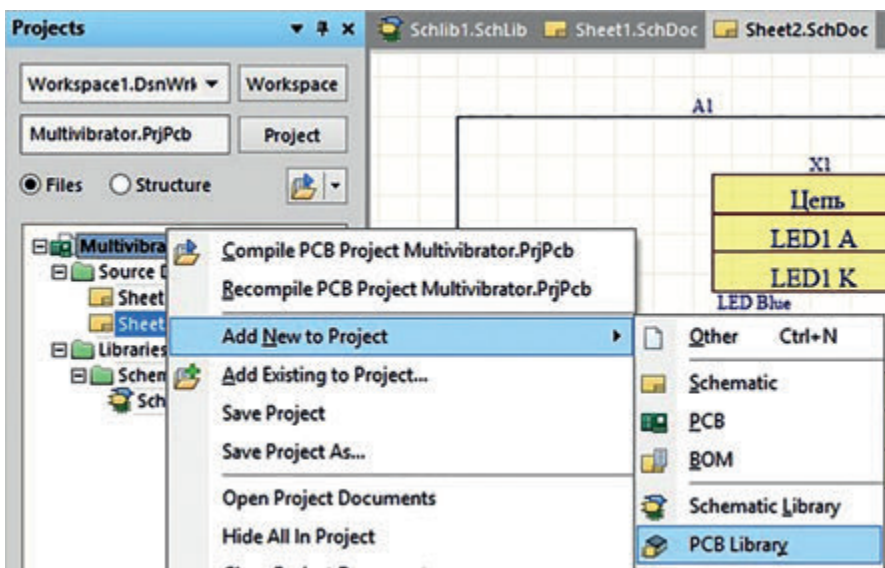 Projects
Schlib1.SchLib
Sheet1.SchDoc
Sheet2.SchDoc
Workspace1.DsnWrk
Workspace
Multivibrator.PrjPcb
Project
Files
Structure
A1
X1
Цепь
LED1 A
LED1 K
LED Blue
Multivibra
Source D
Sheet
Sheet
Libraries
Schem
Sch
Compile PCB Project Multivibrator.PrjPcb
Recompile PCB Project Multivibrator.PrjPcb
Add New to Project
Add Existing to Project...
Save Project
Save Project As...
Open Project Documents
Hide All In Project
Other Ctrl+N
Schematic
PCB
BOM
Schematic Library
PCB Library